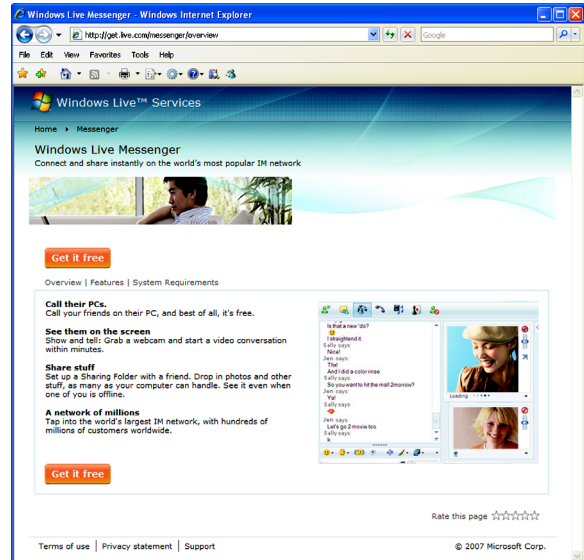 Windows Live Messenger - Windows Internet Explorer
http://get.live.com/messenger/overview
Google
File Edit View Favorites Tools Help
Windows Live™ Services
Home Messenger
Windows Live Messenger
Connect and share instantly on the world's most popular IM network
Get it free
Overview | Features | System Requirements
Call their PCs.
Call your friends on their PC, and best of all, it's free.
See them on the screen
Show and tell: Grab a webcam and start a video conversation
within minutes.
Share stuff
Set up a Sharing Folder with a friend. Drop in photos and other
stuff, as many as your computer can handle. See it even when
one of you is offline.
A network of millions
Tap into the world's largest IM network, with hundreds of
millions of customers worldwide.
Is that a new 'do?
I straightend it
Sally says:
Nice!
Jen says:
Thx!
And I did a color rinse
Sally says:
So you want to hit the mall 2morrow?
Jen says:
Ya!
Sally says:
Jen says:
Let's go 2 movie too
Sally says:
k
Loading
Get it free
Rate this page
Terms of use | Privacy statement | Support
© 2007 Microsoft Corp.